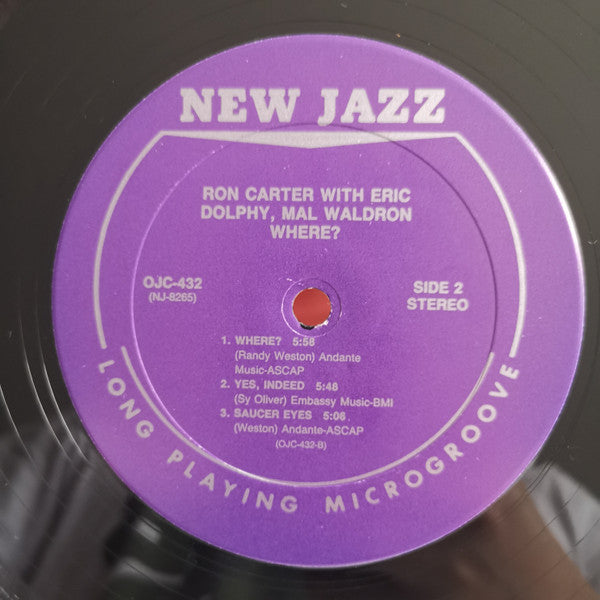 NEW JAZZ
RON CARTER WITH ERIC
DOLPHY, MAL WALDRON
WHERE?
OJC-432
(NJ-8265)
SIDE 2
STEREO
1. WHERE? 5:58
(Randy Weston) Andante
Music-ASCAP
2. YES, INDEED 5:48
(Sy Oliver) Embassy Music-BMI
3. SAUCER EYES 5:06
(Weston) Andante-ASCAP
(OJC-432-B)
LONG PLAYING MICROGROOVE